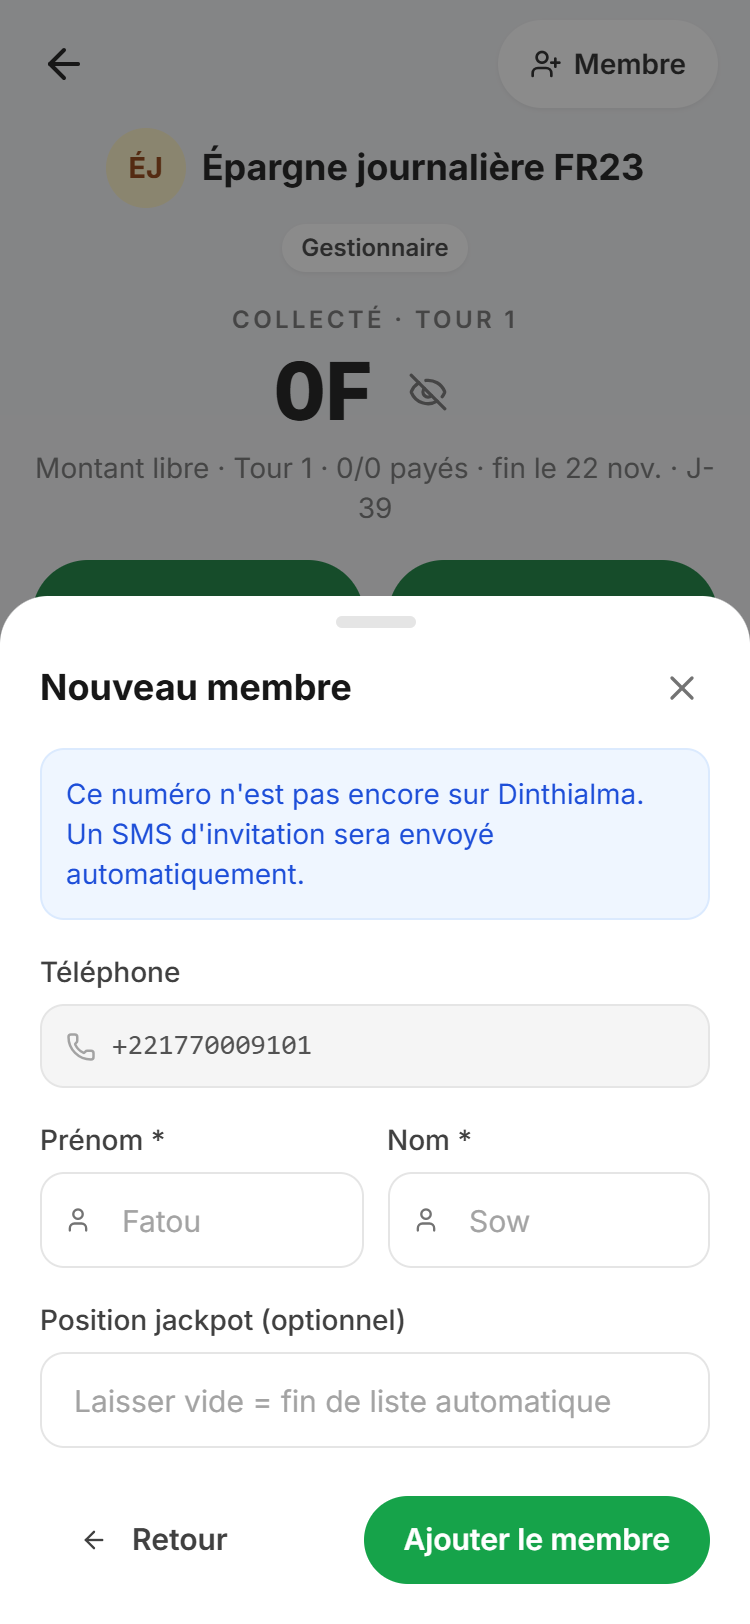 Membre
ÉJ
Épargne journalière FR23
Gestionnaire
COLLECTÉ · TOUR 1
0F
Montant libre · Tour 1 · 0/0 payés · fin le 22 nov. · J-
39
Nouveau membre
Ce numéro n'est pas encore sur Dinthialma.
Un SMS d'invitation sera envoyé
automatiquement.
Téléphone
+221770009101
Prénom * Nom *
Fatou Sow
Position jackpot (optionnel)
Laisser vide = fin de liste automatique
Retour Ajouter le membre